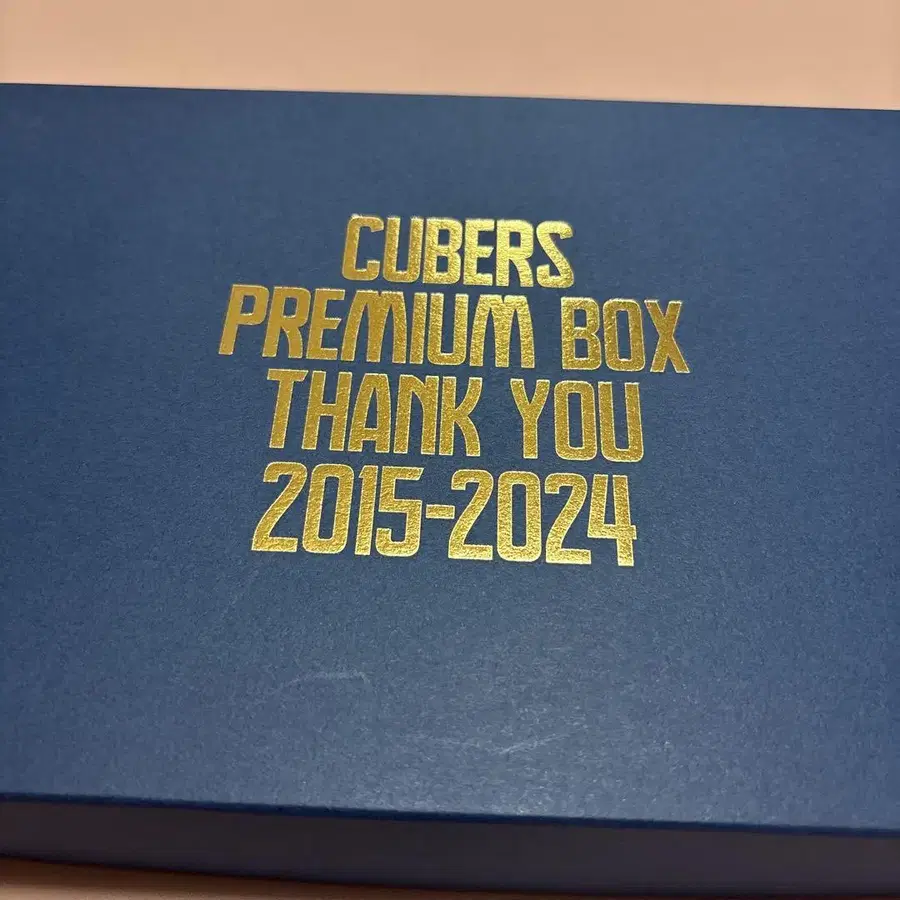 CUBERS
PREMIUM BOX
THANK YOU
2015-2024